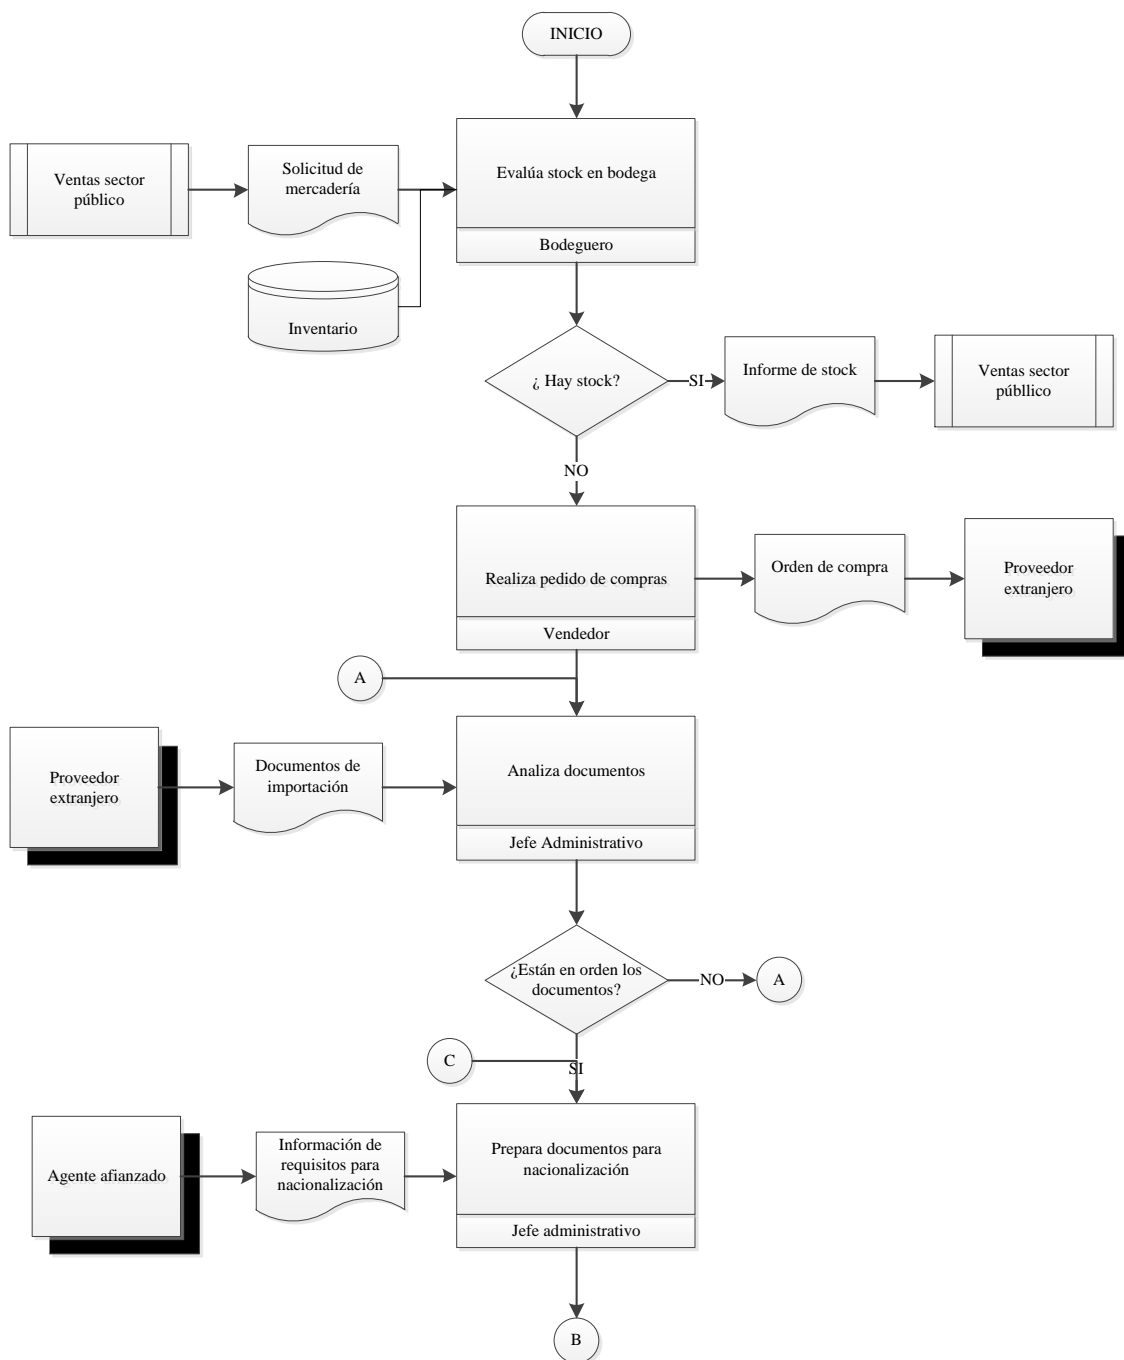 INICIO
Ventas sector
público
Solicitud de
mercadería
Evalúa stock en bodega
Bodeguero
Inventario
¿ Hay stock?
SI
Informe de stock
Ventas sector
públlico
NO
Realiza pedido de compras
Vendedor
Orden de compra
Proveedor
extranjero
A
Proveedor
extranjero
Documentos de
importación
Analiza documentos
Jefe Administrativo
¿Están en orden los
documentos?
NO
A
C
SI
Agente afianzado
Información de
requisitos para
nacionalización
Prepara documentos para
nacionalización
Jefe administrativo
B